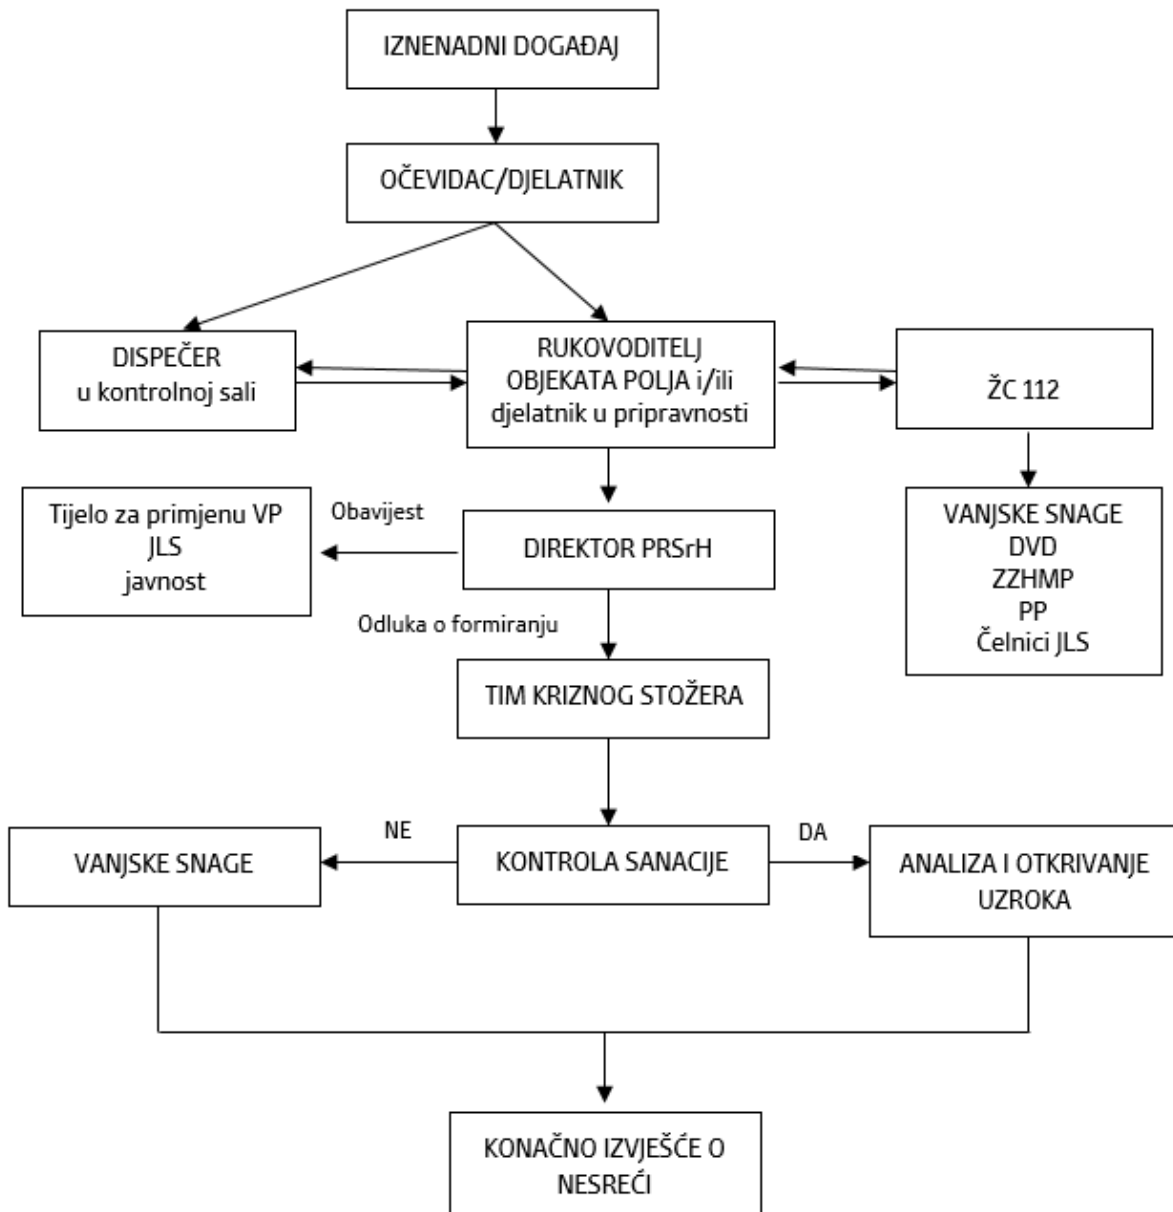 IZNENADNI DOGAĐAJ
OČEVIDAC/DJELATNIK
DISPEČER
u kontrolnoj sali
RUKOVODITELJ
OBJEKATA POLJA i/ili
djelatnik u pripravnosti
ŽC 112
Tijelo za primjenu VP
JLS
javnost
Obavijest
DIREKTOR PRSrH
VANJSKE SNAGE
DVD
ZZHMP
PP
Čelnici JLS
Odluka o formiranju
TIM KRIZNOG STOŽERA
VANJSKE SNAGE
NE
KONTROLA SANACIJE
DA
ANALIZA I OTKRIVANJE
UZROKA
KONAČNO IZVJEŠĆE O
NESREĆI